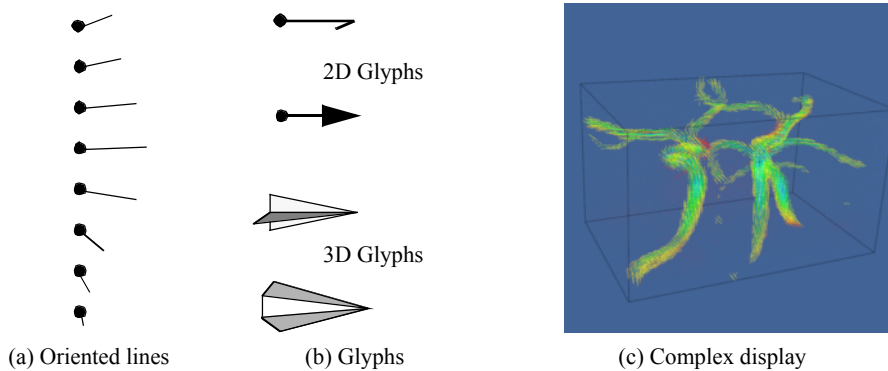 2D Glyphs
3D Glyphs
(a) Oriented lines
(b) Glyphs
(c) Complex display